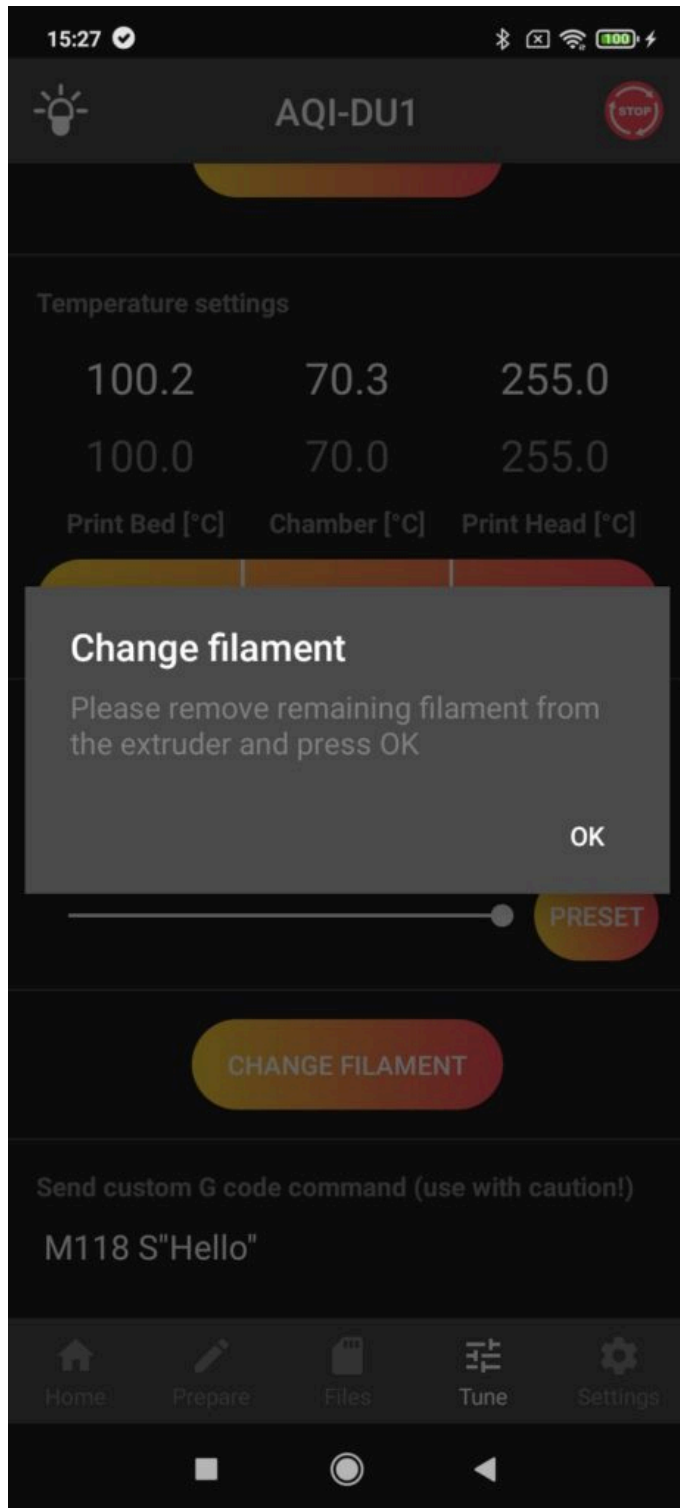 15:27
100
AQI-DU1
STOP
Temperature settings
100.2 70.3 255.0
100.0 70.0 255.0
Print Bed [°C] Chamber [°C] Print Head [°C]
Change filament
Please remove remaining filament from
the extruder and press OK
OK
PRESET
CHANGE FILAMENT
Send custom G code command (use with caution!)
M118 S"Hello"
Home Prepare Files Tune Settings